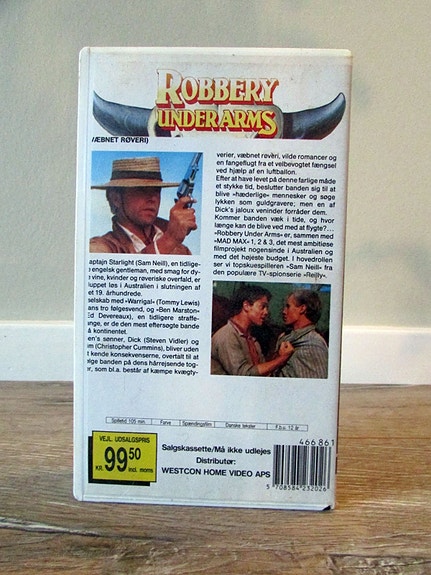 ROBBERY
UNDER ARMS
VÆBNET RØVERI)
aptajn Starlight (Sam Neill), en tidlige-
e engelsk gentleman, med smag for dy-
vine, kvinder og røveriske overfald, er
uppet løs i Australien i slutningen af
et 19. århundrede.
selskab med »Warrigal« (Tommy Lewis)
ans tro følgesvend, og »Ben Marston«
Ed Devereaux), en tidligere straffe-
nge, er de den mest eftersøgte bande
å kontinentet.
en's sønner, Dick (Steven Vidler) og
m (Christopher Cummins), bliver uden
t kende konsekvenserne, overtalt til at
lge banden på dens hårrejsende tog-
er, som bl.a. består af kæmpe kvægty-
verier, væbnet røveri, vilde romancer og
en fangeflugt fra et velbevogtet fængsel
ved hjælp af en luftballon.
Efter at have levet på denne farlige måde
et stykke tid, beslutter banden sig til at
blive »hæderlige« mennesker og søge
lykken som guldgravere; men en af
Dick's jaloux veninder forråder dem.
Kommer banden væk i tide, og hvor
længe kan de blive ved med at flygte?...
»Robbery Under Arms« er, sammen med
»MAD MAX« 1, 2 & 3, det mest ambitiøse
filmprojekt nogensinde i Australien og
med det højeste budget. I hovedrollen
ser vi topskuespilleren »Sam Neill« fra
den populære TV-spionserie »Reilly«.
Spilletid 105 min. Farve Spændingsfilm Danske tekster F.b.u. 12 år
VEJL. UDSALGSPRIS
KR. 99 50
incl. moms
Salgskassette/Må ikke udlejes
Distributør:
WESTCON HOME VIDEO APS
466 861
5 708584 232026